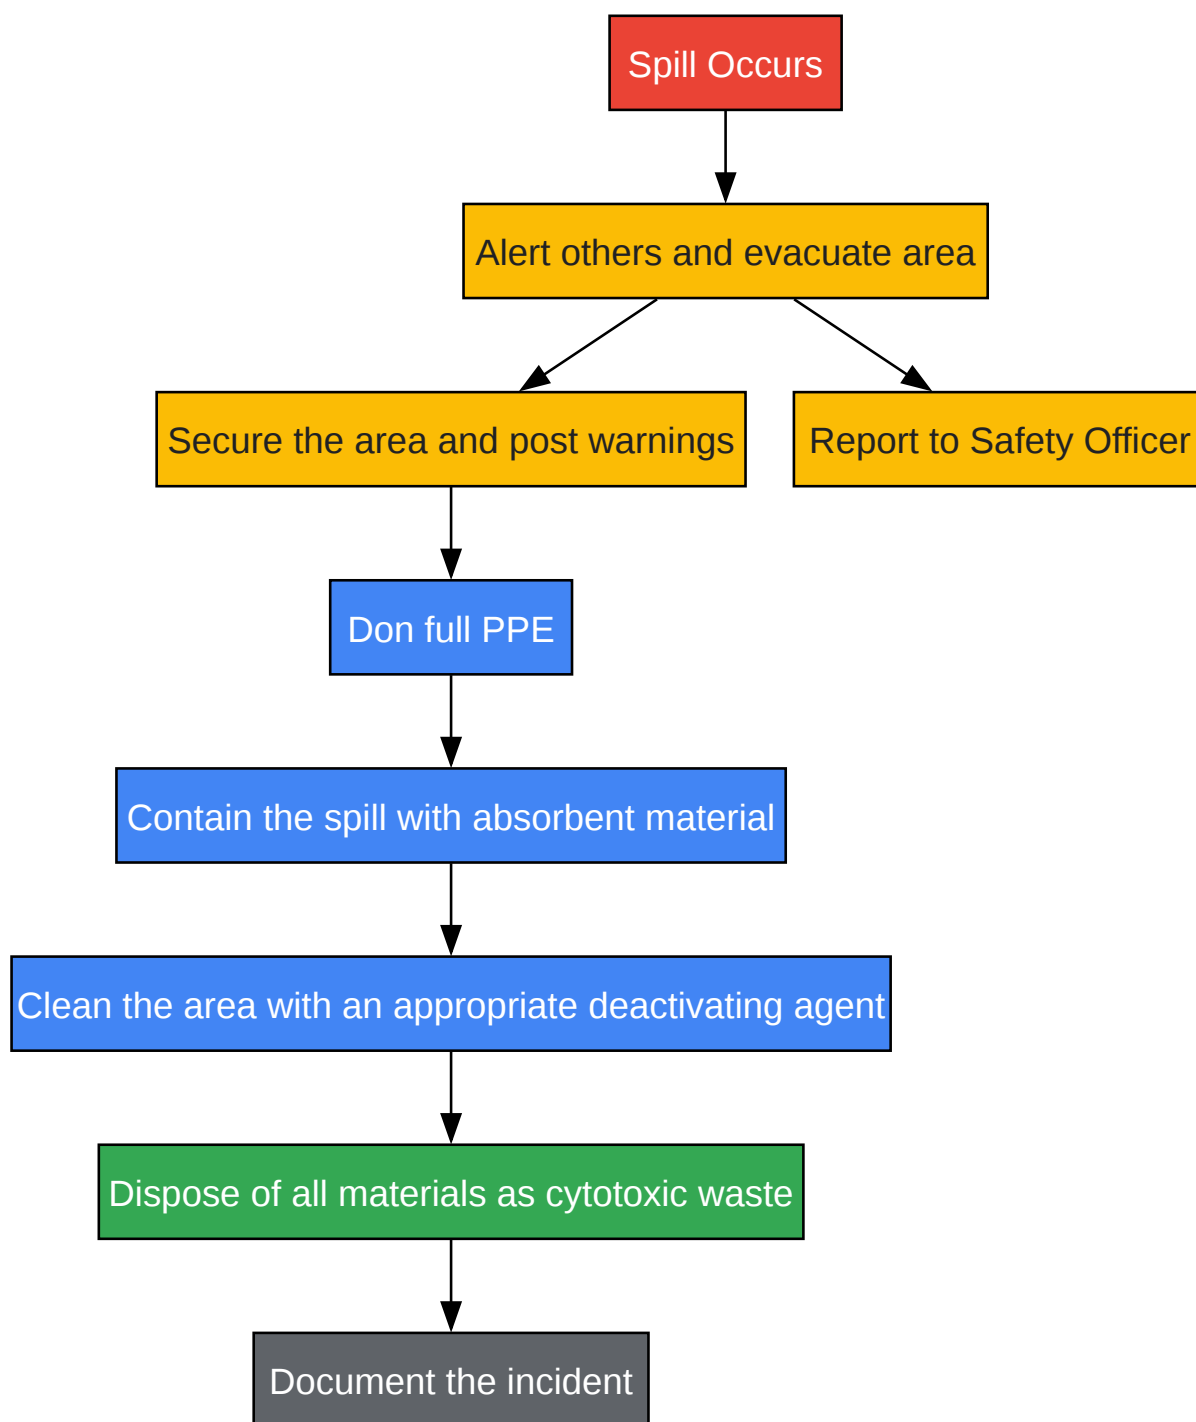 Spill Occurs
Alert others and evacuate area
Secure the area and post warnings
Report to Safety Officer
Don full PPE
Contain the spill with absorbent material
Clean the area with an appropriate deactivating agent
Dispose of all materials as cytotoxic waste
Document the incident